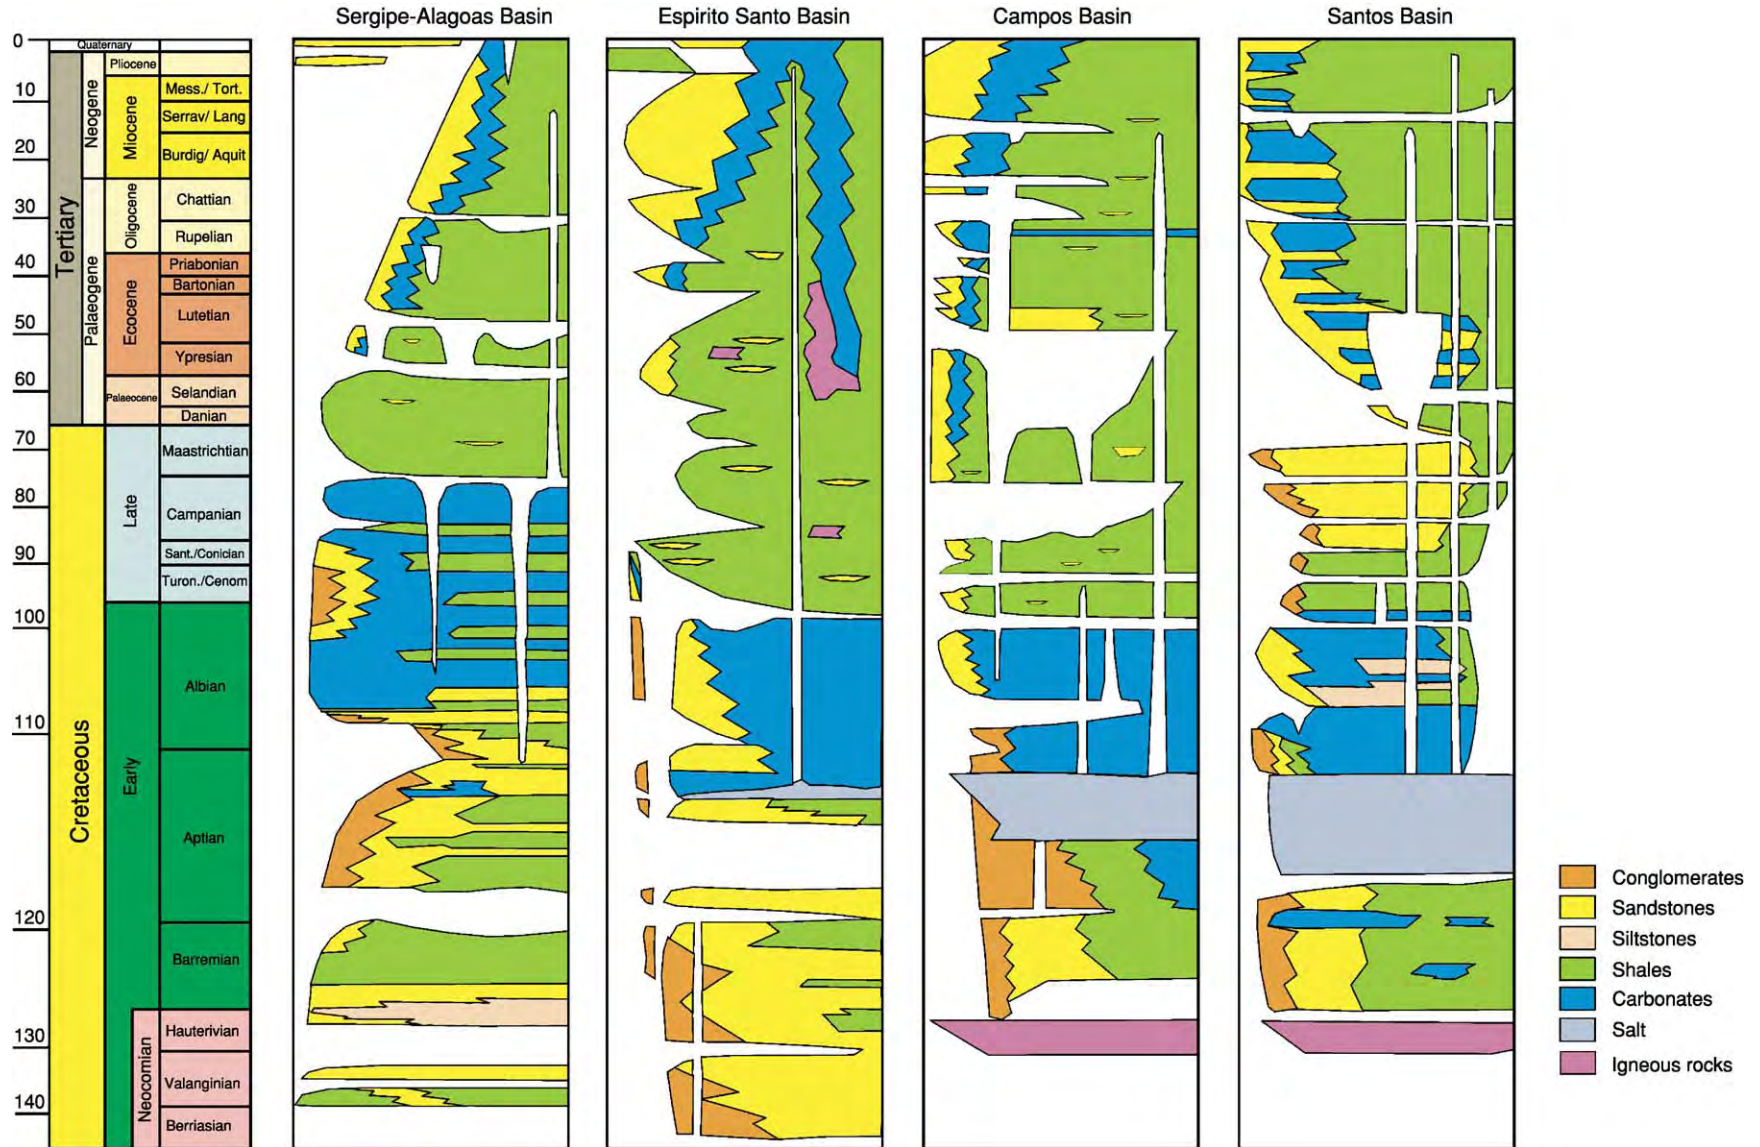 Sergipe-Alagoas Basin
Espirito Santo Basin
Campos Basin
Santos Basin
0
10
20
30
40
50
60
70
80
90
100
110
120
130
140
Tertiary
Cretaceous
Neogene
Palaeogene
Late
Early
Neocomian
Quaternary
Pliocene
Miocene
Oligocene
Ecocene
Palaeocene
Mess./ Tort.
Serrav/ Lang
Burdig/ Aquit
Chattian
Rupelian
Priabonian
Bartonian
Lutetian
Ypresian
Selandian
Danian
Maastrichtian
Campanian
Sant./Conician
Turon./Cenom
Albian
Aptian
Barremian
Hauterivian
Valanginian
Berriasian
Conglomerates
Sandstones
Siltstones
Shales
Carbonates
Salt
Igneous rocks